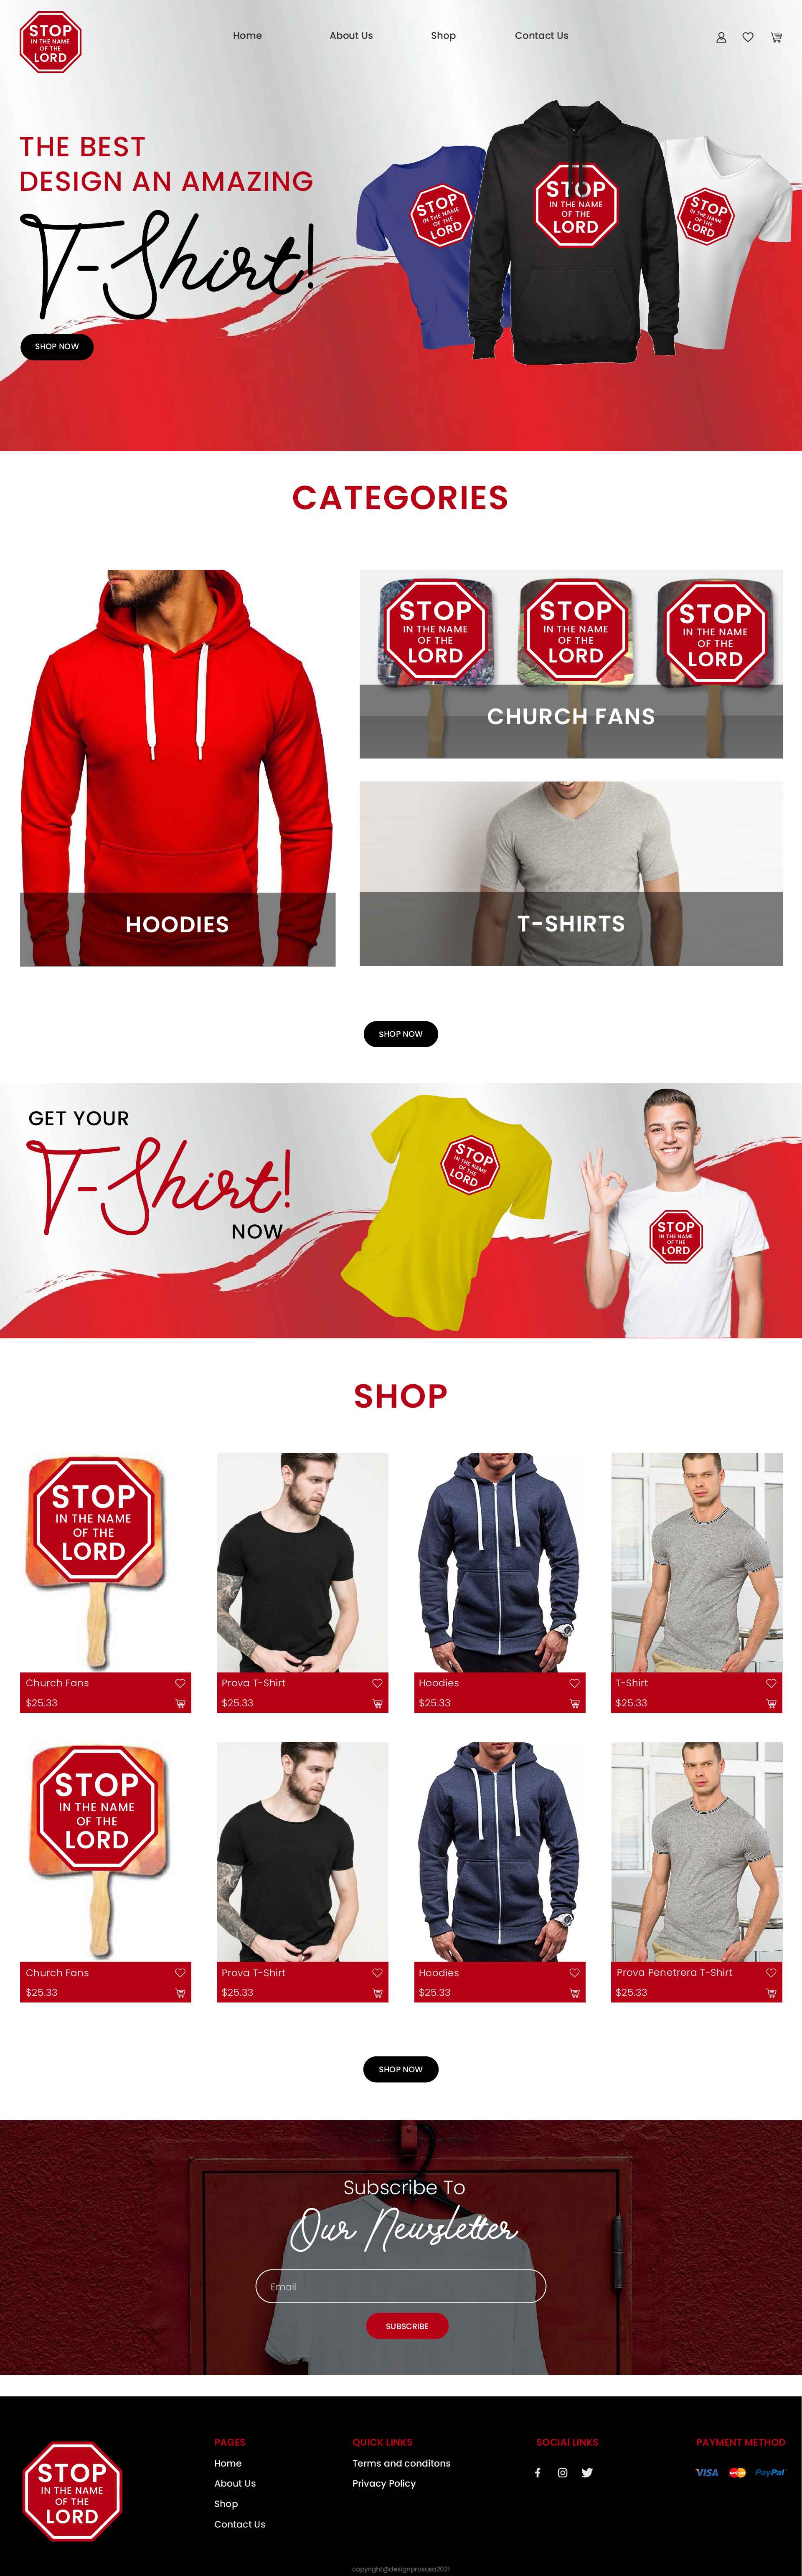 STOP
IN THE NAME
OF THE
LORD
Home
About Us
Shop
Contact Us
THE BEST
DESIGN AN AMAZING
T-Shirt!
SHOP NOW
STOP
IN THE NAME
OF THE
LORD
STOP
IN THE NAME
OF THE
LORD
STOP
IN THE NAME
OF THE
LORD
CATEGORIES
HOODIES
STOP
IN THE NAME
OF THE
LORD
STOP
IN THE NAME
OF THE
LORD
STOP
IN THE NAME
OF THE
LORD
CHURCH FANS
T-SHIRTS
SHOP NOW
GET YOUR
T-Shirt!
NOW
STOP
IN THE NAME
OF THE
LORD
STOP
IN THE NAME
OF THE
LORD
SHOP
STOP
IN THE NAME
OF THE
LORD
Church Fans
$25.33
Prova T-Shirt
$25.33
Hoodies
$25.33
T-Shirt
$25.33
STOP
IN THE NAME
OF THE
LORD
Church Fans
$25.33
Prova T-Shirt
$25.33
Hoodies
$25.33
Prova Penetrera T-Shirt
$25.33
SHOP NOW
Subscribe To
Our Newsletter
Email
SUBSCRIBE
STOP
IN THE NAME
OF THE
LORD
PAGES
Home
About Us
Shop
Contact Us
QUICK LINKS
Terms and conditons
Privacy Policy
SOCIAl LINKS
PAYMENT METHOD
VISA
PayPal
copyright@designprosusa2021